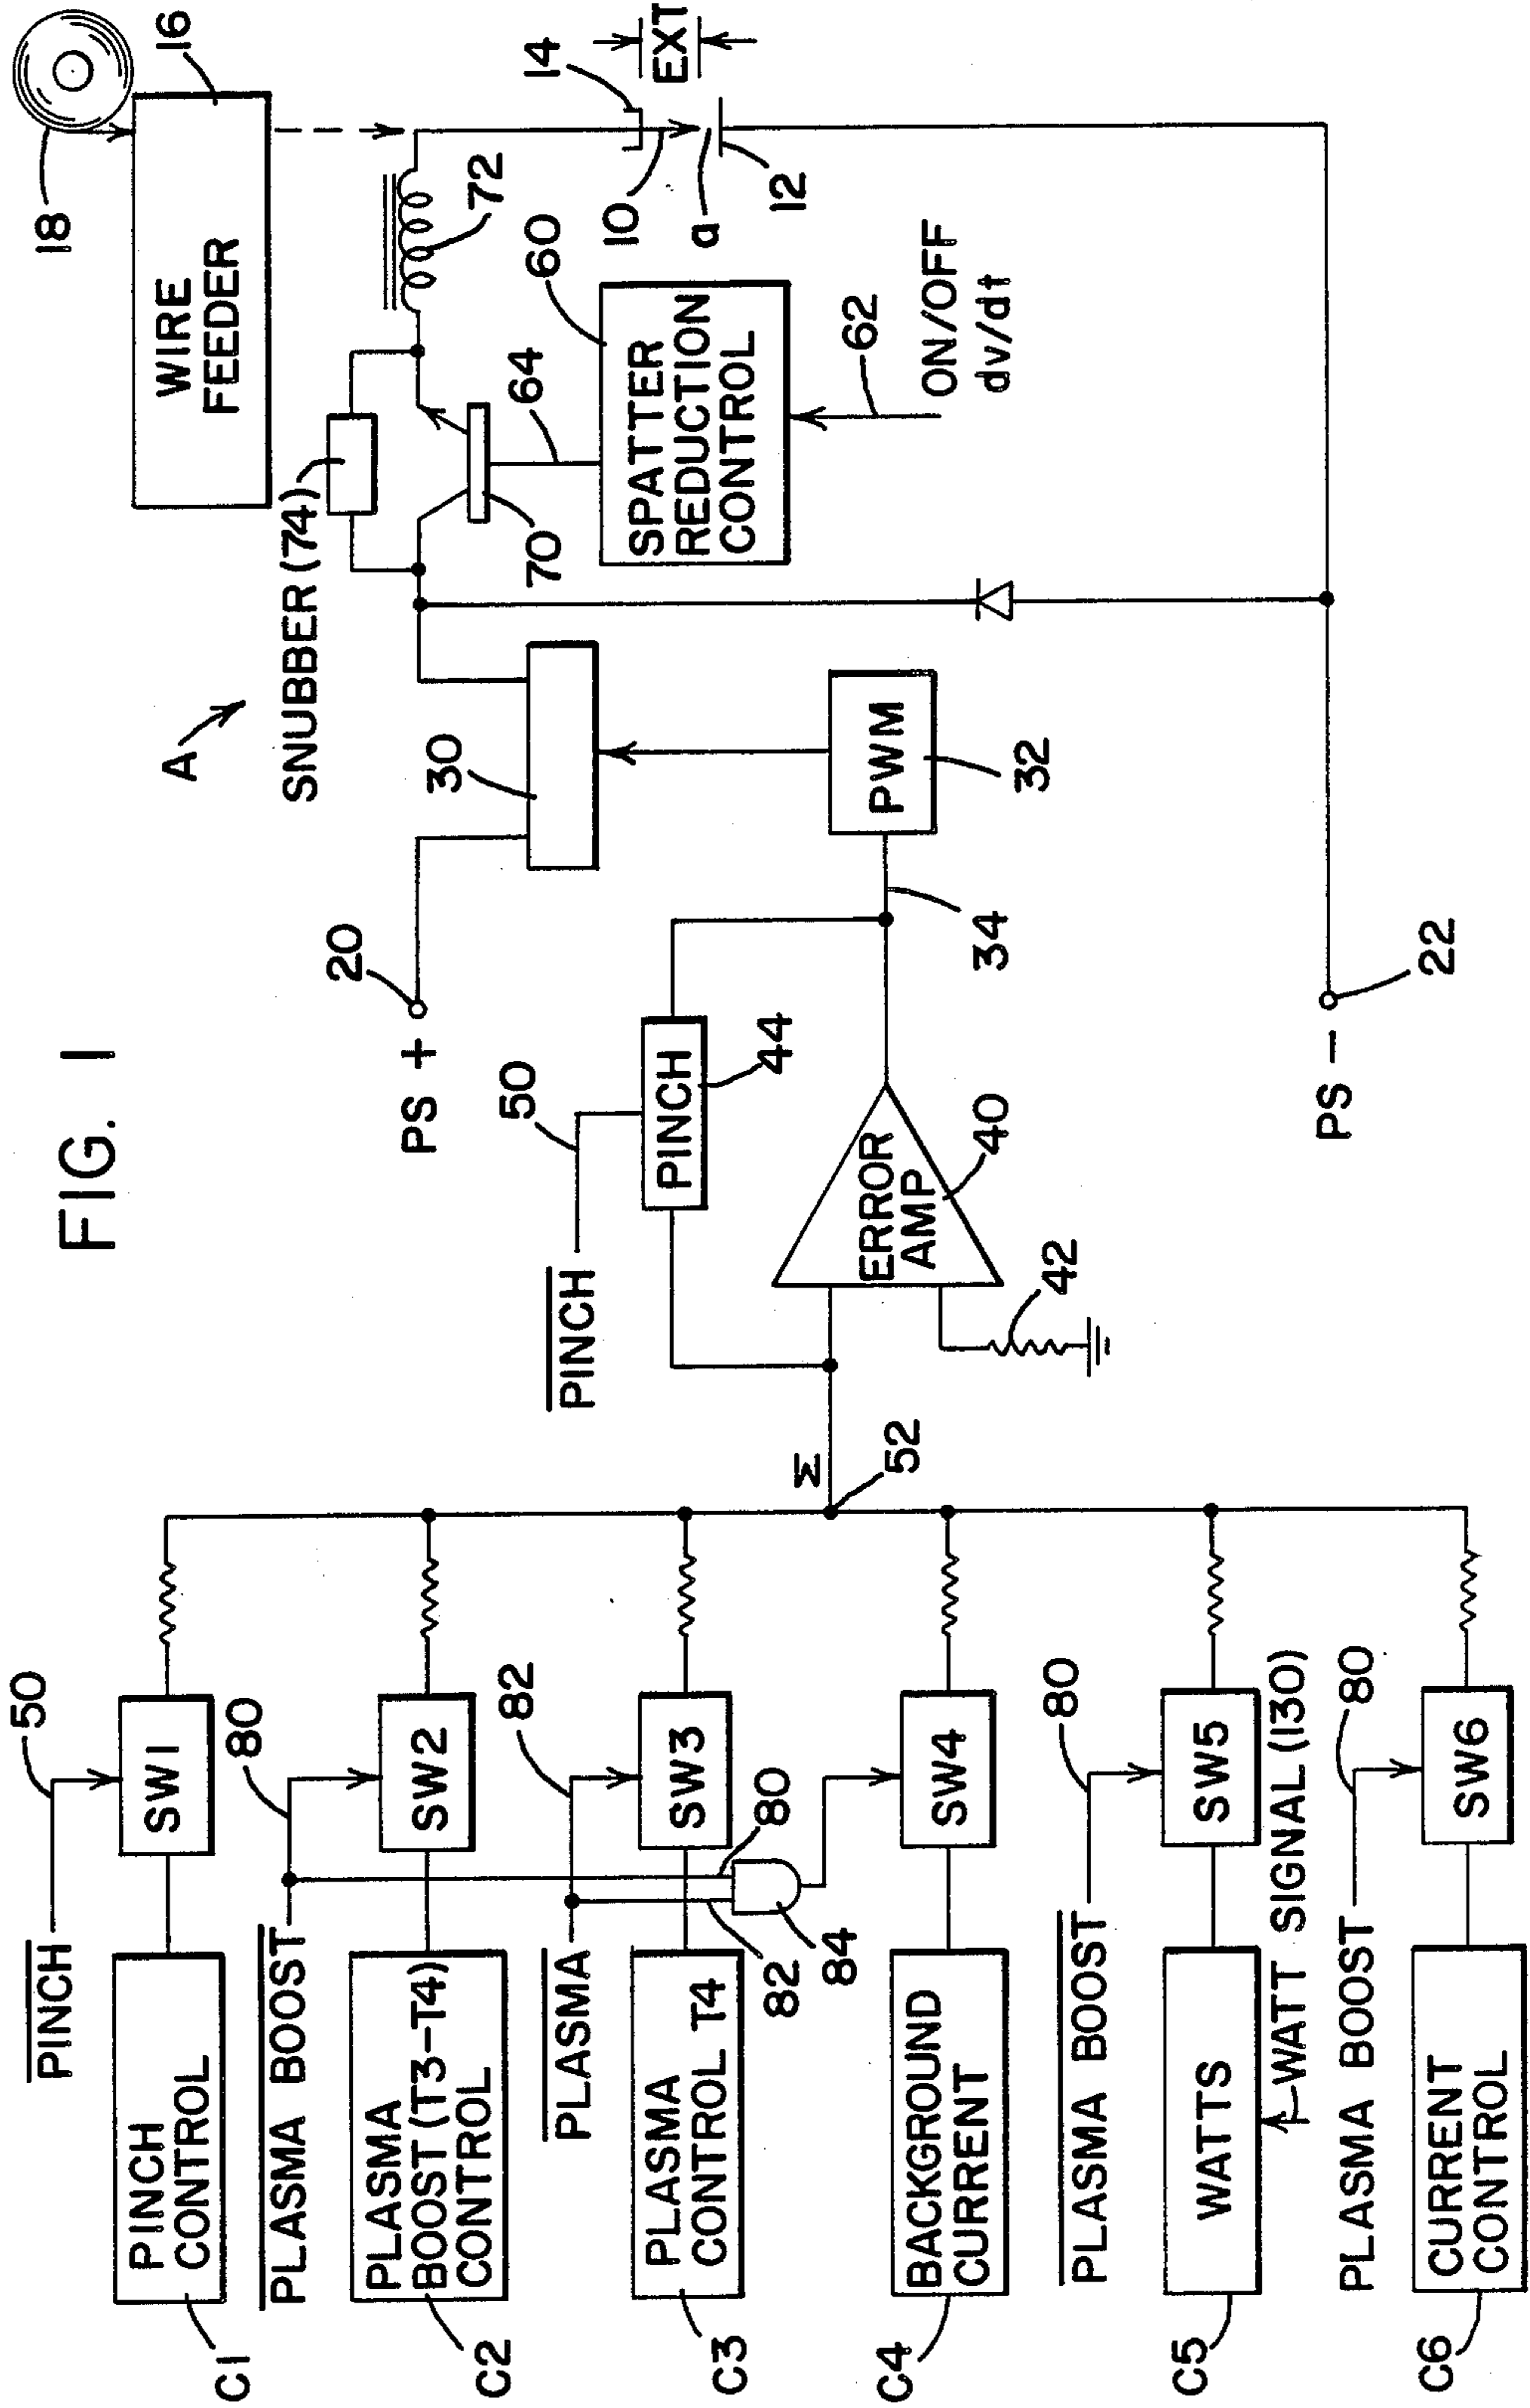 FIG. 1
A
18
16
WIRE
FEEDER
SNUBBER (74)
72
14
EXT
10
a
12
PS +
20
30
70
64
60
SPATTER
REDUCTION
CONTROL
62
ON/OFF
dv/dt
PWM
32
34
PS -
22
PINCH
50
PINCH
44
ERROR
AMP
40
42
Σ
52
PINCH
50
C1
PINCH
CONTROL
SW1
PLASMA BOOST
80
C2
PLASMA
BOOST (T3-T4)
CONTROL
SW2
PLASMA
82
C3
PLASMA
CONTROL T4
SW3
80
82
84
C4
BACKGROUND
CURRENT
SW4
PLASMA BOOST
80
C5
WATTS
SW5
WATT SIGNAL (130)
PLASMA BOOST
80
C6
CURRENT
CONTROL
SW6